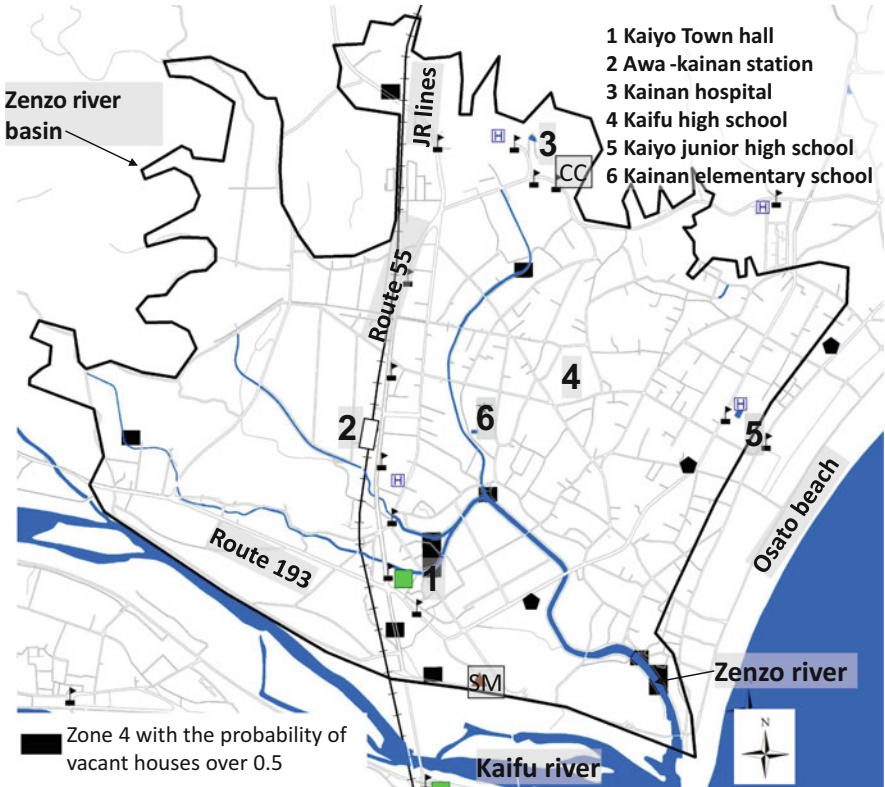 1 Kaiyo Town hall
2 Awa -kainan station
3 Kainan hospital
4 Kaifu high school
5 Kaiyo junior high school
6 Kainan elementary school
Zenzo river
basin
JR lines
H
3
CC
H
Route 55
4
2
6
H
5
H
Osato beach
Route 193
1
SM
Zenzo river
N
Zone 4 with the probability of
vacant houses over 0.5
Kaifu river